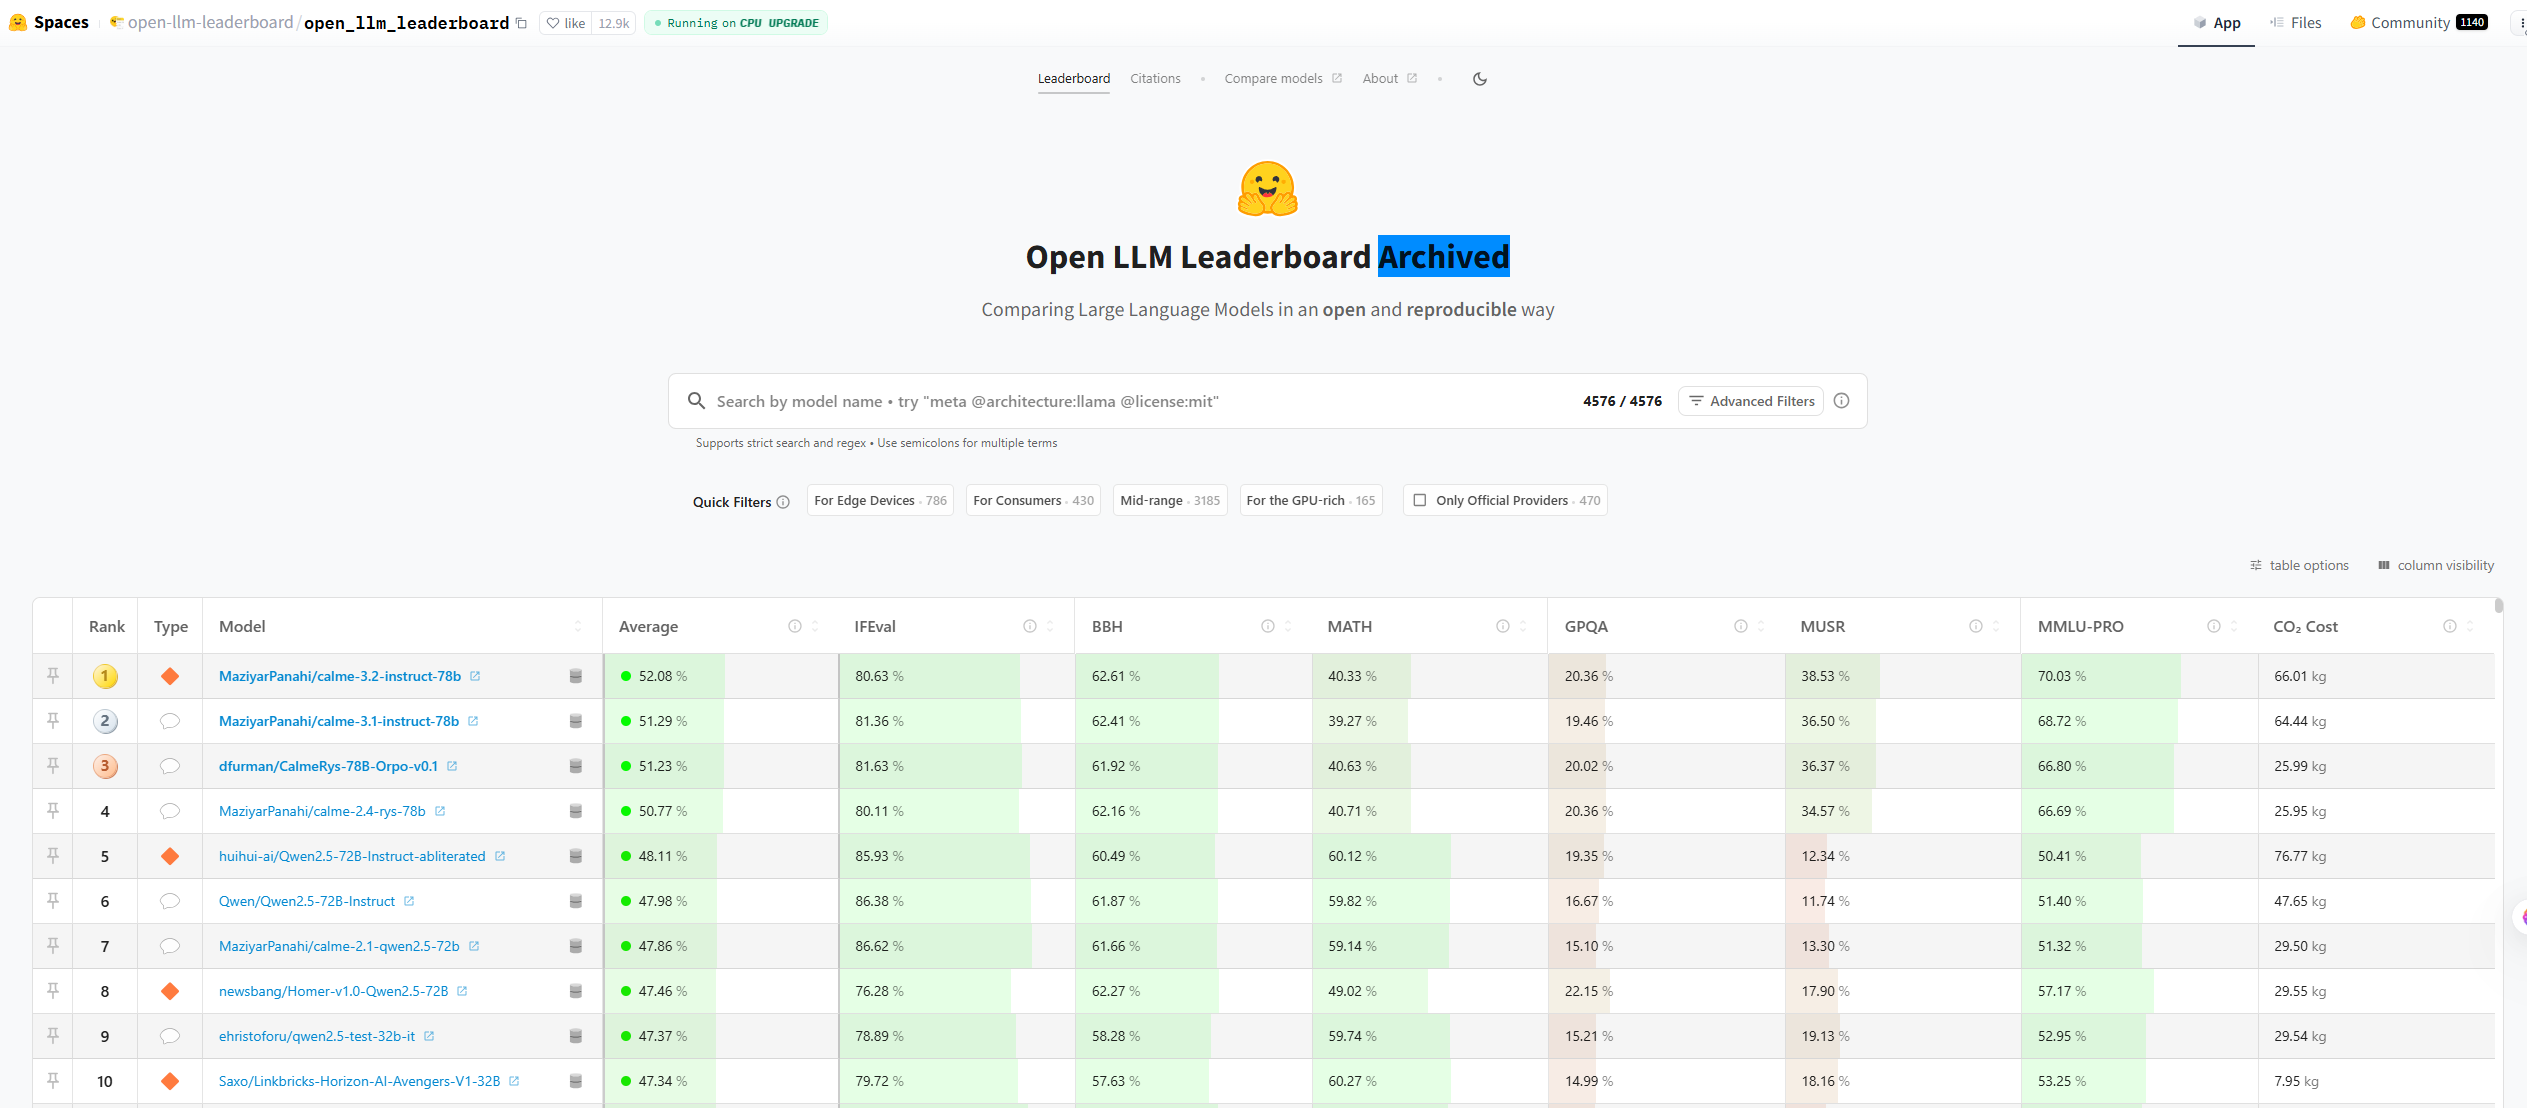 Spaces open-llm-leaderboard/open_llm_leaderboard like 12.9k Running on CPU UPGRADE App Files Community 1140
Leaderboard Citations • Compare models About •
Open LLM Leaderboard Archived
Comparing Large Language Models in an open and reproducible way
Search by model name • try "meta @architecture:llama @license:mit" 4576 / 4576 Advanced Filters
Supports strict search and regex • Use semicolons for multiple terms
Quick Filters For Edge Devices • 786 For Consumers • 430 Mid-range • 3185 For the GPU-rich • 165 Only Official Providers • 470
table options column visibility
Rank Type Model Average IFEval BBH MATH GPQA MUSR MMLU-PRO CO₂ Cost
1 MaziyarPanahi/calme-3.2-instruct-78b 52.08 % 80.63 % 62.61 % 40.33 % 20.36 % 38.53 % 70.03 % 66.01 kg
2 MaziyarPanahi/calme-3.1-instruct-78b 51.29 % 81.36 % 62.41 % 39.27 % 19.46 % 36.50 % 68.72 % 64.44 kg
3 dfurman/CalmeRys-78B-Orpo-v0.1 51.23 % 81.63 % 61.92 % 40.63 % 20.02 % 36.37 % 66.80 % 25.99 kg
4 MaziyarPanahi/calme-2.4-rys-78b 50.77 % 80.11 % 62.16 % 40.71 % 20.36 % 34.57 % 66.69 % 25.95 kg
5 huihui-ai/Qwen2.5-72B-Instruct-abliterated 48.11 % 85.93 % 60.49 % 60.12 % 19.35 % 12.34 % 50.41 % 76.77 kg
6 Qwen/Qwen2.5-72B-Instruct 47.98 % 86.38 % 61.87 % 59.82 % 16.67 % 11.74 % 51.40 % 47.65 kg
7 MaziyarPanahi/calme-2.1-qwen2.5-72b 47.86 % 86.62 % 61.66 % 59.14 % 15.10 % 13.30 % 51.32 % 29.50 kg
8 newsbang/Homer-v1.0-Qwen2.5-72B 47.46 % 76.28 % 62.27 % 49.02 % 22.15 % 17.90 % 57.17 % 29.55 kg
9 ehristoforu/qwen2.5-test-32b-it 47.37 % 78.89 % 58.28 % 59.74 % 15.21 % 19.13 % 52.95 % 29.54 kg
10 Saxo/Linkbricks-Horizon-AI-Avengers-V1-32B 47.34 % 79.72 % 57.63 % 60.27 % 14.99 % 18.16 % 53.25 % 7.95 kg